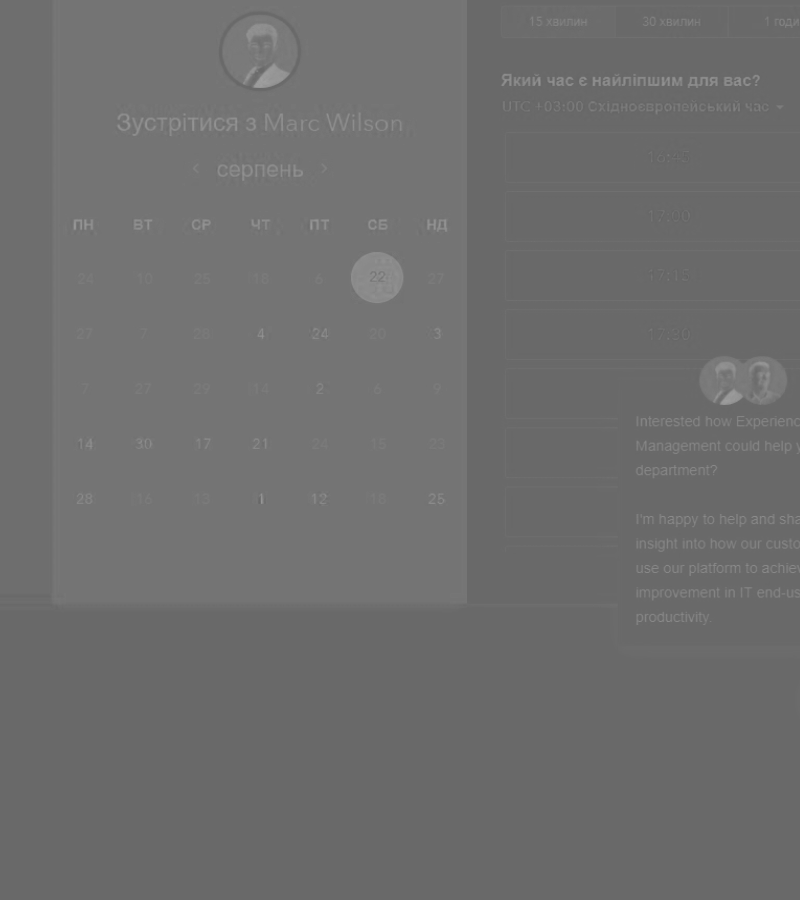 15 хвилин 30 хвилин 1 годи
Який час є найліпшим для вас?
UTC +03:00 Східноєвропейський час
Зустрітися з Marc Wilson
серпень
ПН ВТ СР ЧТ ПТ СБ НД
24 10 25 18 6 22 27
27 7 28 4 24 20 3
7 27 29 14 2 6 9
14 30 17 21 24 15 23
28 16 13 1 12 18 25
16:45
17:00
17:15
17:30
Interested how Experienc
Management could help y
department?
I'm happy to help and sha
insight into how our custo
use our platform to achiev
improvement in IT end-us
productivity.